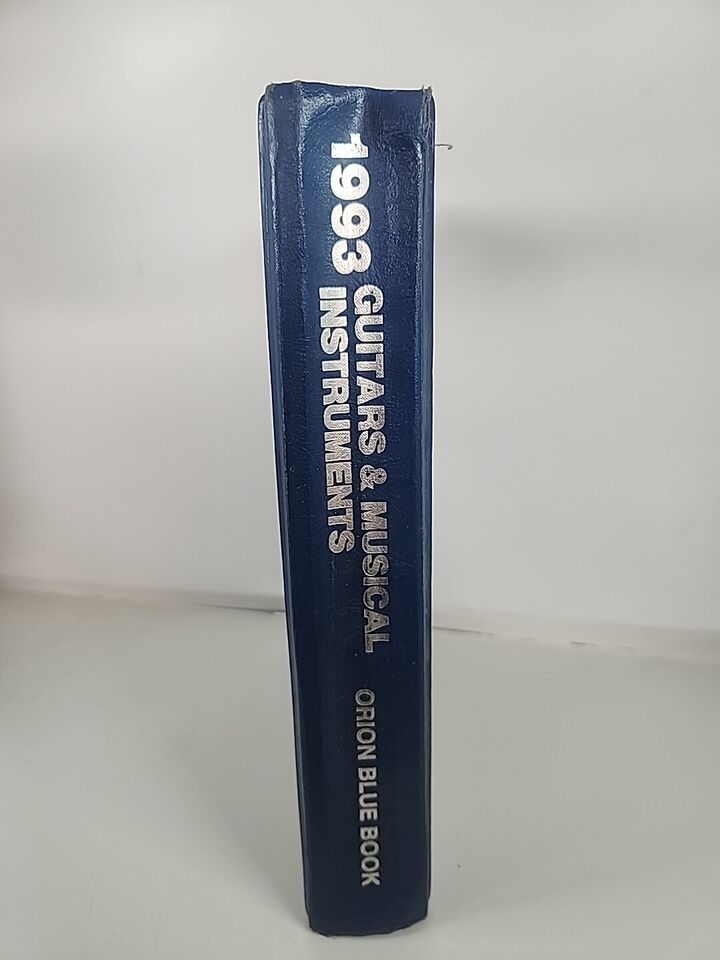 1993 GUITARS & MUSICAL
INSTRUMENTS
ORION BLUE BOOK